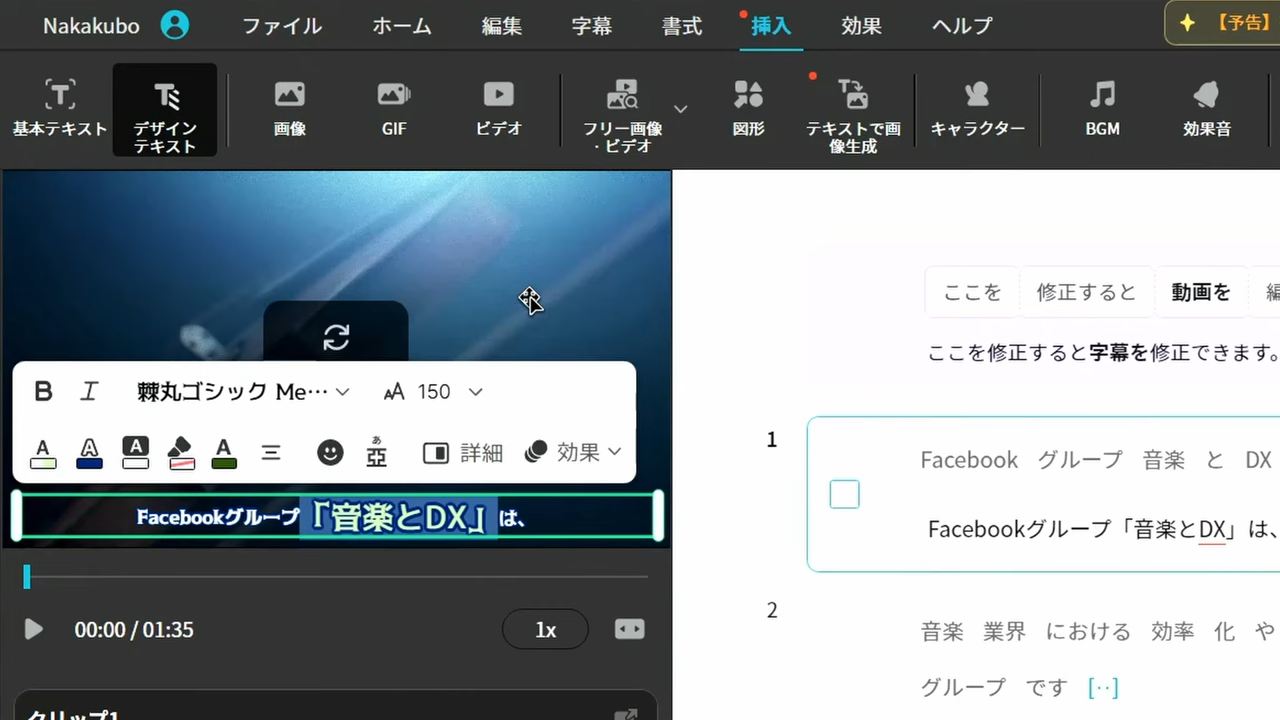 Nakakubo ファイル ホーム 編集 字幕 書式 挿入 効果 ヘルプ 【予告】
基本テキスト デザインテキスト 画像 GIF ビデオ フリー画像・ビデオ 図形 テキストで画像生成 キャラクター BGM 効果音
ここを 修正すると 動画を 編
ここを修正すると字幕を修正できます。
B I 棘丸ゴシック Me… AA 150
A A A A あ亞 詳細 効果
Facebookグループ「音楽とDX」は、
1 Facebook グループ 音楽 と DX
Facebookグループ「音楽とDX」は、
00:00 / 01:35 1x
2 音楽 業界 における 効率 化 や
グループ です [··]
クリップ1